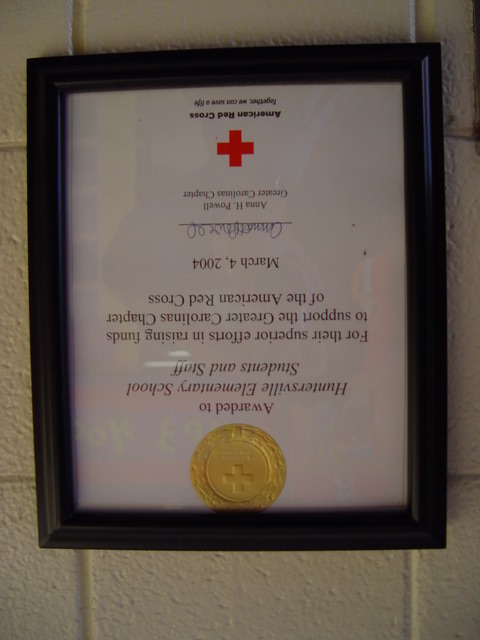 Awarded to
Huntersville Elementary School
Students and Staff
For their superior efforts in raising funds
to support the Greater Carolinas Chapter
of the American Red Cross
March 4, 2004
Anna H. Powell
Greater Carolinas Chapter
American Red Cross
Together, we can save a life